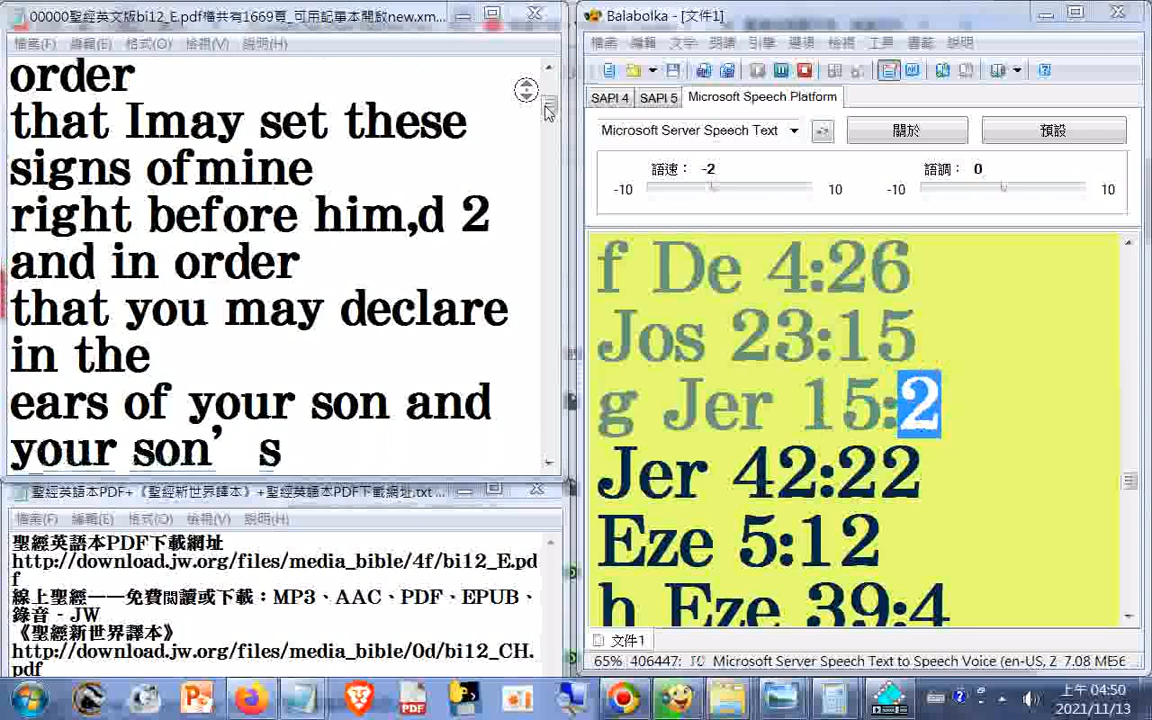 00000聖經英文版bi12_E.pdf檔共有1669頁_可用記事本開啟new.xm...
檔案(F) 編輯(E) 格式(O) 檢視(V) 說明(H)
order
that Imay set these
signs ofmine
right before him,d 2
and in order
that you may declare
in the
ears of your son and
your son’s
聖經英語本PDF+《聖經新世界譯本》+聖經英語本PDF下載網址.txt ...
檔案(F) 編輯(E) 格式(O) 檢視(V) 說明(H)
聖經英語本PDF下載網址
http://download.jw.org/files/media_bible/4f/bi12_E.pd
f
線上聖經——免費閱讀或下載：MP3、AAC、PDF、EPUB、
錄音 - JW
《聖經新世界譯本》
http://download.jw.org/files/media_bible/0d/bi12_CH.
pdf
Balabolka - [文件1]
檔案 編輯 文字 朗讀 引擎 選項 檢視 工具 書籤 說明
SAPI 4 SAPI 5 Microsoft Speech Platform
Microsoft Server Speech Text 關於 預設
語速： -2 語調： 0
-10 10 -10 10
f De 4:26
Jos 23:15
g Jer 15:2
Jer 42:22
Eze 5:12
h Eze 39:4
文件1
65% 406447: Microsoft Server Speech Text to Speech Voice (en-US, Z 7.08 ME56
PDF
上午 04:50
2021/11/13